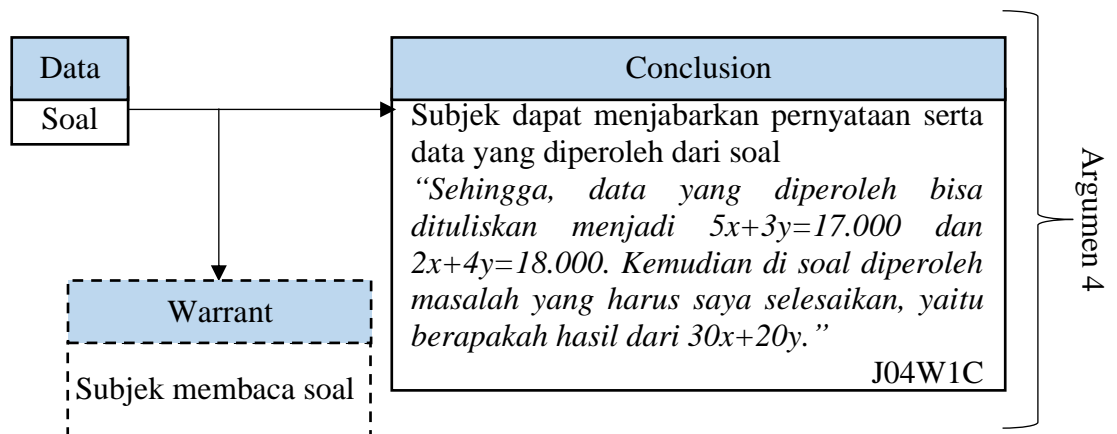 Data
Soal
Conclusion
Subjek dapat menjabarkan pernyataan serta
data yang diperoleh dari soal
“Sehingga, data yang diperoleh bisa
dituliskan menjadi 5x+3y=17.000 dan
2x+4y=18.000. Kemudian di soal diperoleh
masalah yang harus saya selesaikan, yaitu
berapakah hasil dari 30x+20y.”
J04W1C
Warrant
Subjek membaca soal
Argumen 4